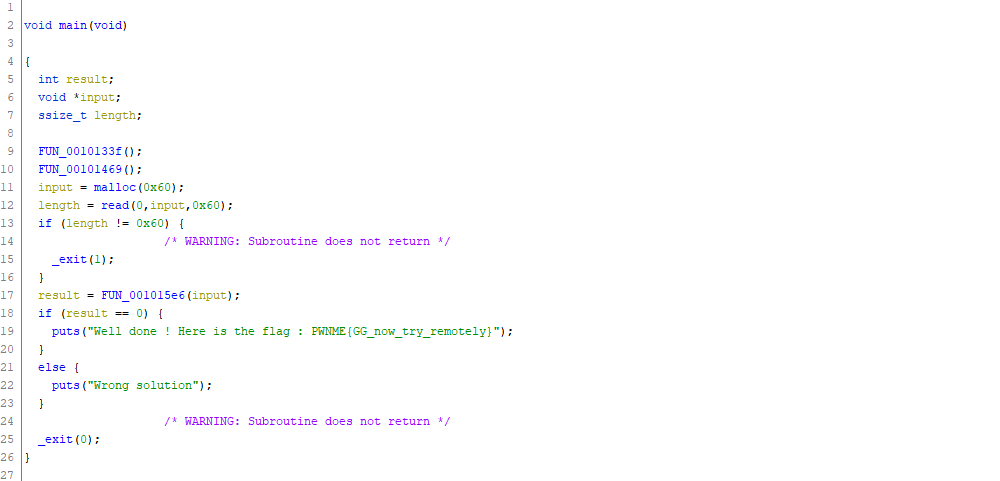 1
2 void main(void)
3
4 {
5 int result;
6 void *input;
7 ssize_t length;
8
9 FUN_0010133f();
10 FUN_00101469();
11 input = malloc(0x60);
12 length = read(0,input,0x60);
13 if (length != 0x60) {
14 /* WARNING: Subroutine does not return */
15 _exit(1);
16 }
17 result = FUN_001015e6(input);
18 if (result == 0) {
19 puts("Well done ! Here is the flag : PWNME{GG_now_try_remotely}");
20 }
21 else {
22 puts("Wrong solution");
23 }
24 /* WARNING: Subroutine does not return */
25 _exit(0);
26 }
27